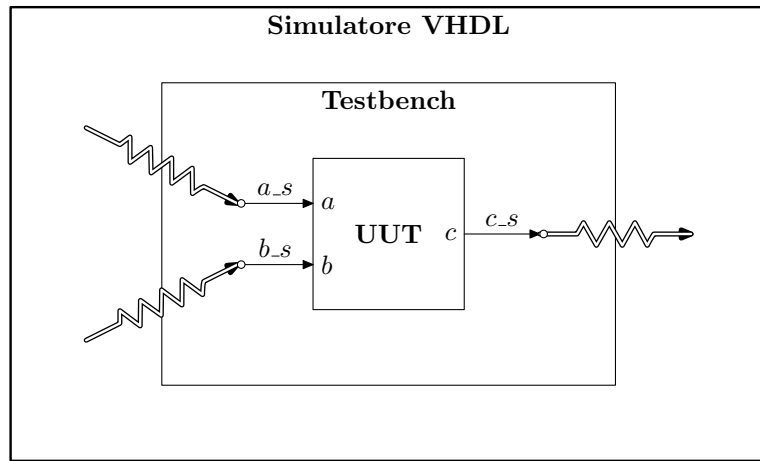 Simulatore VHDL
Testbench
a_s
a
b_s
b
UUT
c
c_s